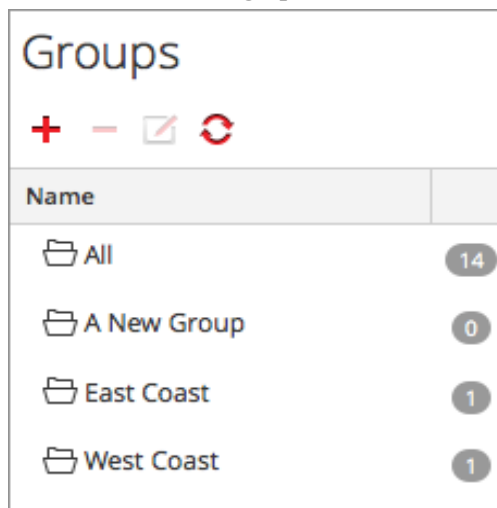 Groups
Name
All 14
A New Group 0
East Coast 1
West Coast 1